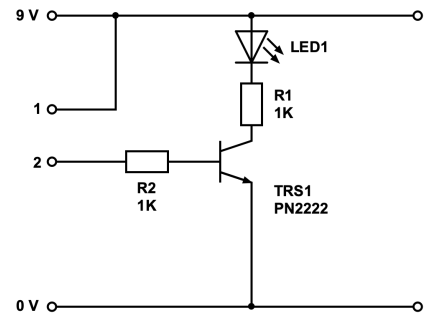 9 V
LED1
R1
1K
1
2
R2
1K
TRS1
PN2222
0 V